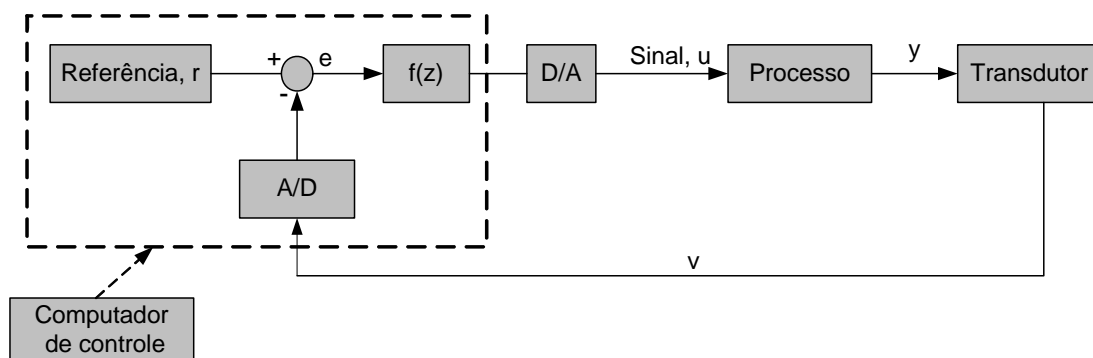 Referência, r
+
-
e
f(z)
D/A
Sinal, u
Processo
y
Transdutor
A/D
v
Computador
de controle